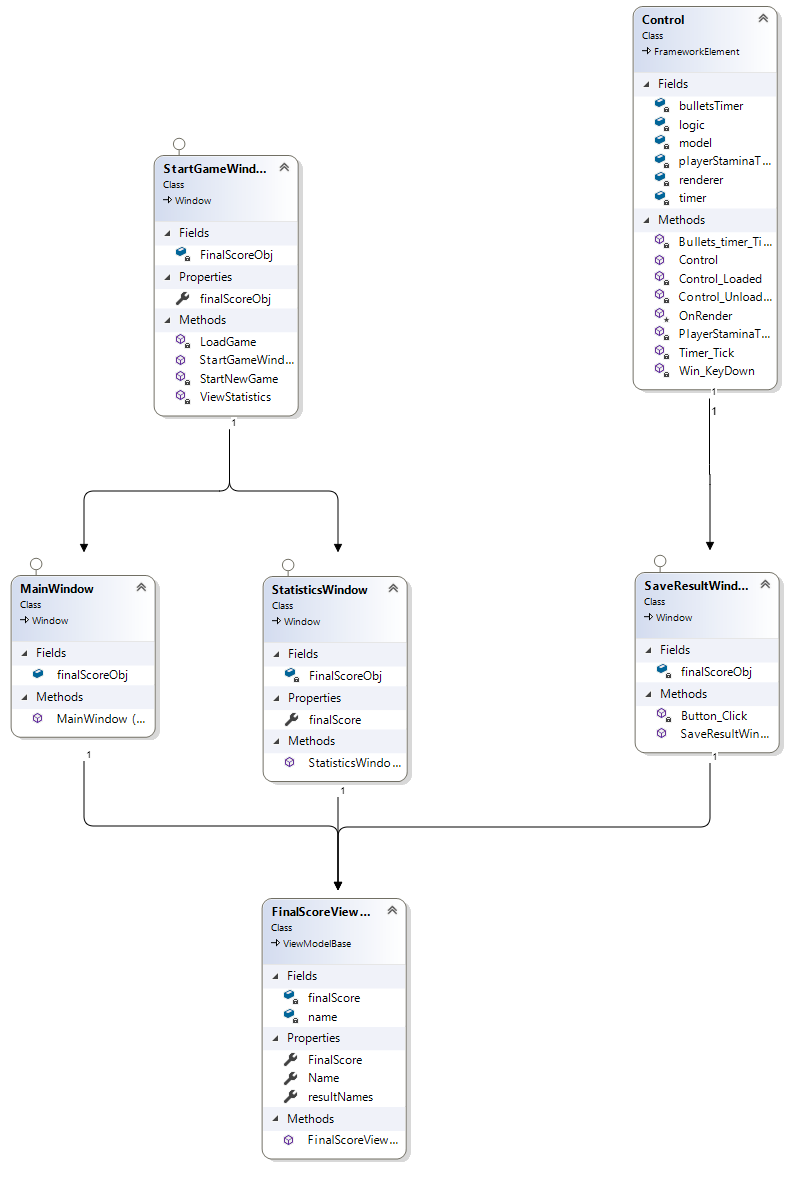 Control
Class
FrameworkElement
Fields
bulletsTimer
logic
model
playerStaminaT...
renderer
timer
Methods
Bullets_timer_Ti...
Control
Control_Loaded
Control_Unload...
OnRender
PlayerStaminaT...
Timer_Tick
Win_KeyDown
1
1
StartGameWind...
Class
Window
Fields
FinalScoreObj
Properties
finalScoreObj
Methods
LoadGame
StartGameWind...
StartNewGame
ViewStatistics
1
MainWindow
Class
Window
Fields
finalScoreObj
Methods
MainWindow (...
1
StatisticsWindow
Class
Window
Fields
FinalScoreObj
Properties
finalScore
Methods
StatisticsWindo...
1
SaveResultWind...
Class
Window
Fields
finalScoreObj
Methods
Button_Click
SaveResultWin...
1
FinalScoreView...
Class
ViewModelBase
Fields
finalScore
name
Properties
FinalScore
Name
resultNames
Methods
FinalScoreView...